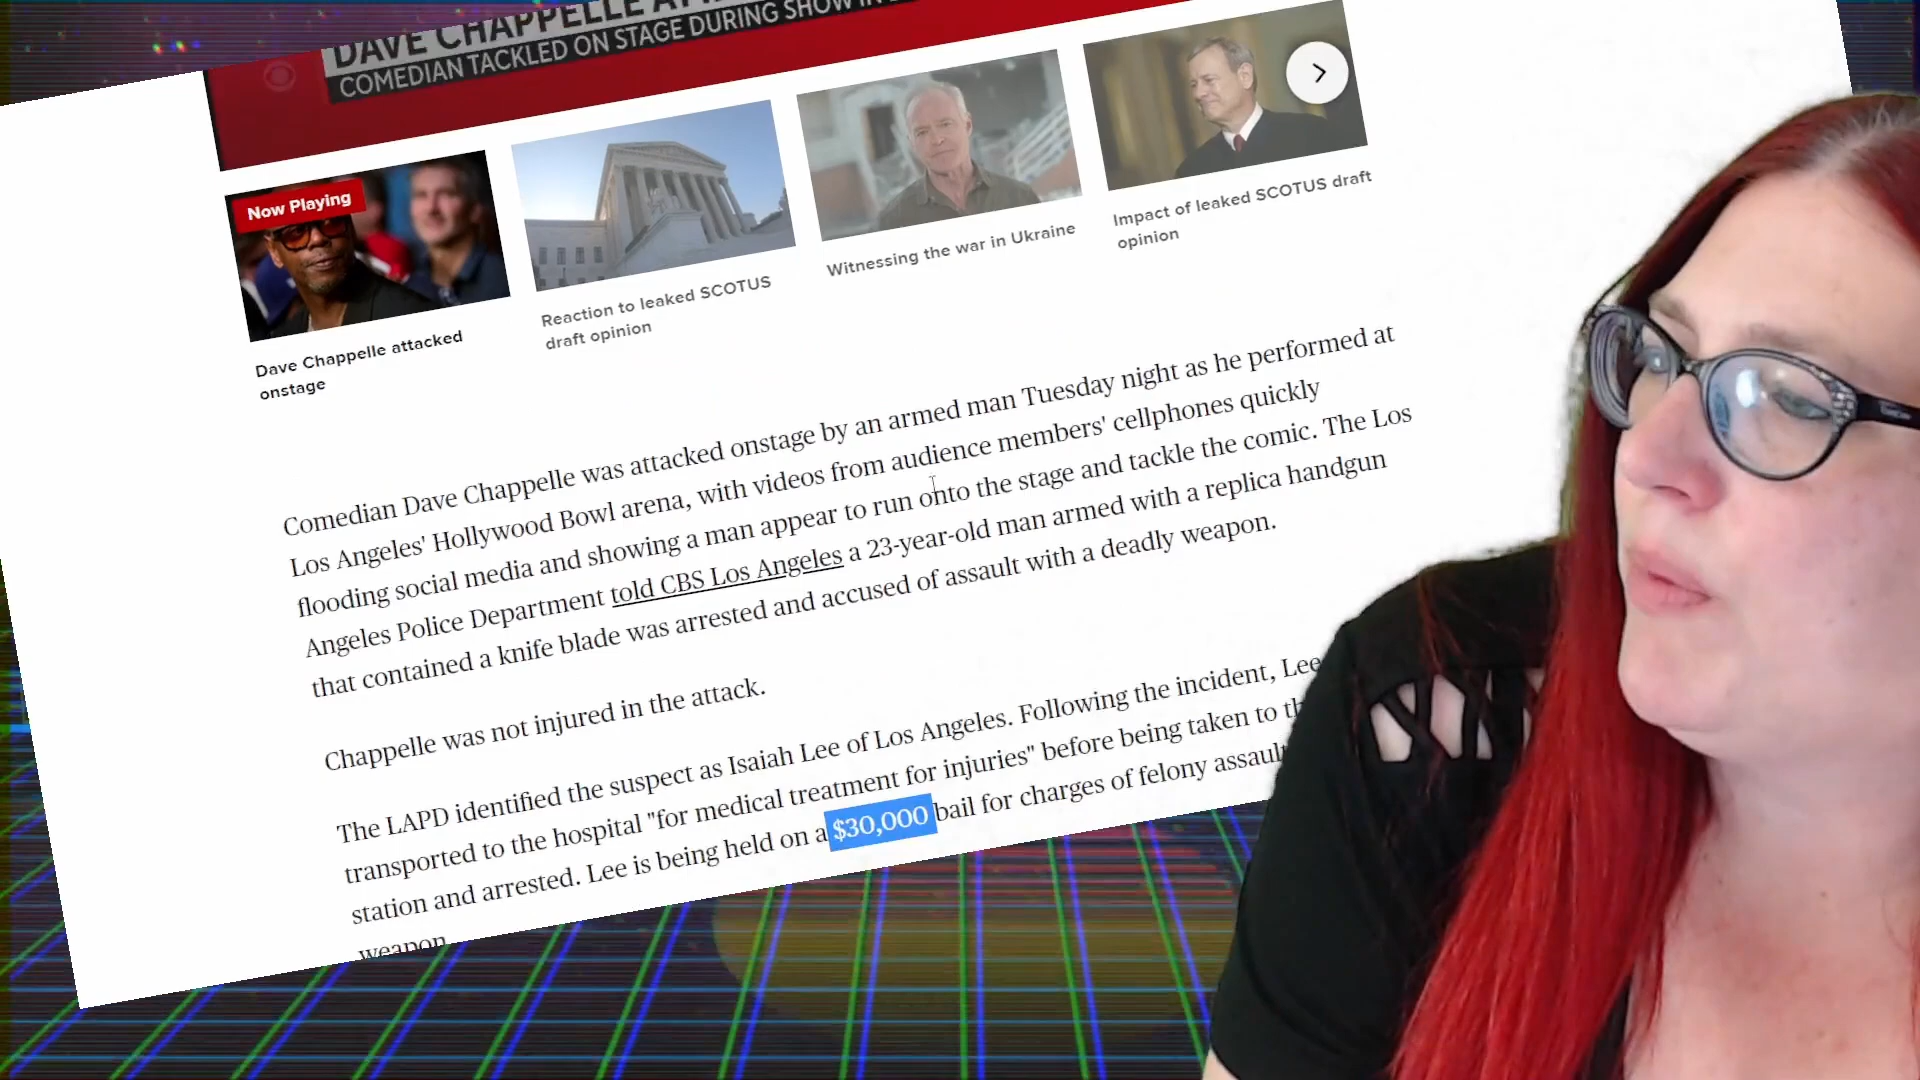 DAVE CHAPPELLE
COMEDIAN TACKLED ON STAGE DURING SHOW IN
Now Playing
Dave Chappelle attacked
onstage
Reaction to leaked SCOTUS
draft opinion
Witnessing the war in Ukraine
Impact of leaked SCOTUS draft
opinion
Comedian Dave Chappelle was attacked onstage by an armed man Tuesday night as he performed at
Los Angeles' Hollywood Bowl arena, with videos from audience members' cellphones quickly
flooding social media and showing a man appear to run onto the stage and tackle the comic. The Los
Angeles Police Department told CBS Los Angeles a 23-year-old man armed with a replica handgun
that contained a knife blade was arrested and accused of assault with a deadly weapon.
Chappelle was not injured in the attack.
The LAPD identified the suspect as Isaiah Lee of Los Angeles. Following the incident, Lee
transported to the hospital "for medical treatment for injuries" before being taken to
station and arrested. Lee is being held on a $30,000 bail for charges of felony assault
weapon